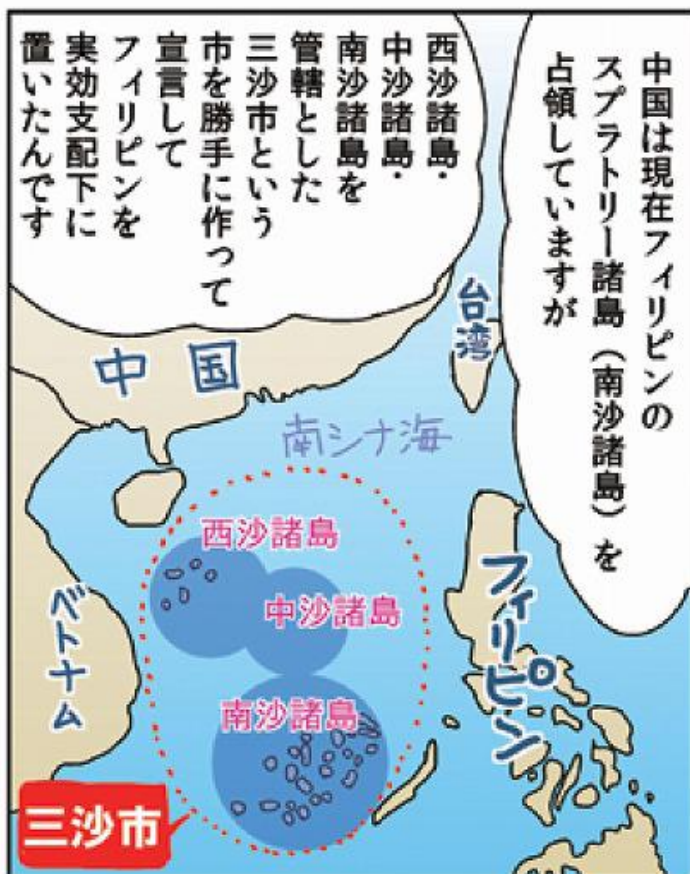 中国は現在フィリピンの
スプラトリー諸島（南沙諸島）を
占領していますが
西沙諸島・
中沙諸島・
南沙諸島を
管轄とした
三沙市という
市を勝手に作って
宣言して
フィリピンを
実効支配下に
置いたんです
台湾
中国
南シナ海
西沙諸島
中沙諸島
フィリピン
ベトナム
南沙諸島
三沙市